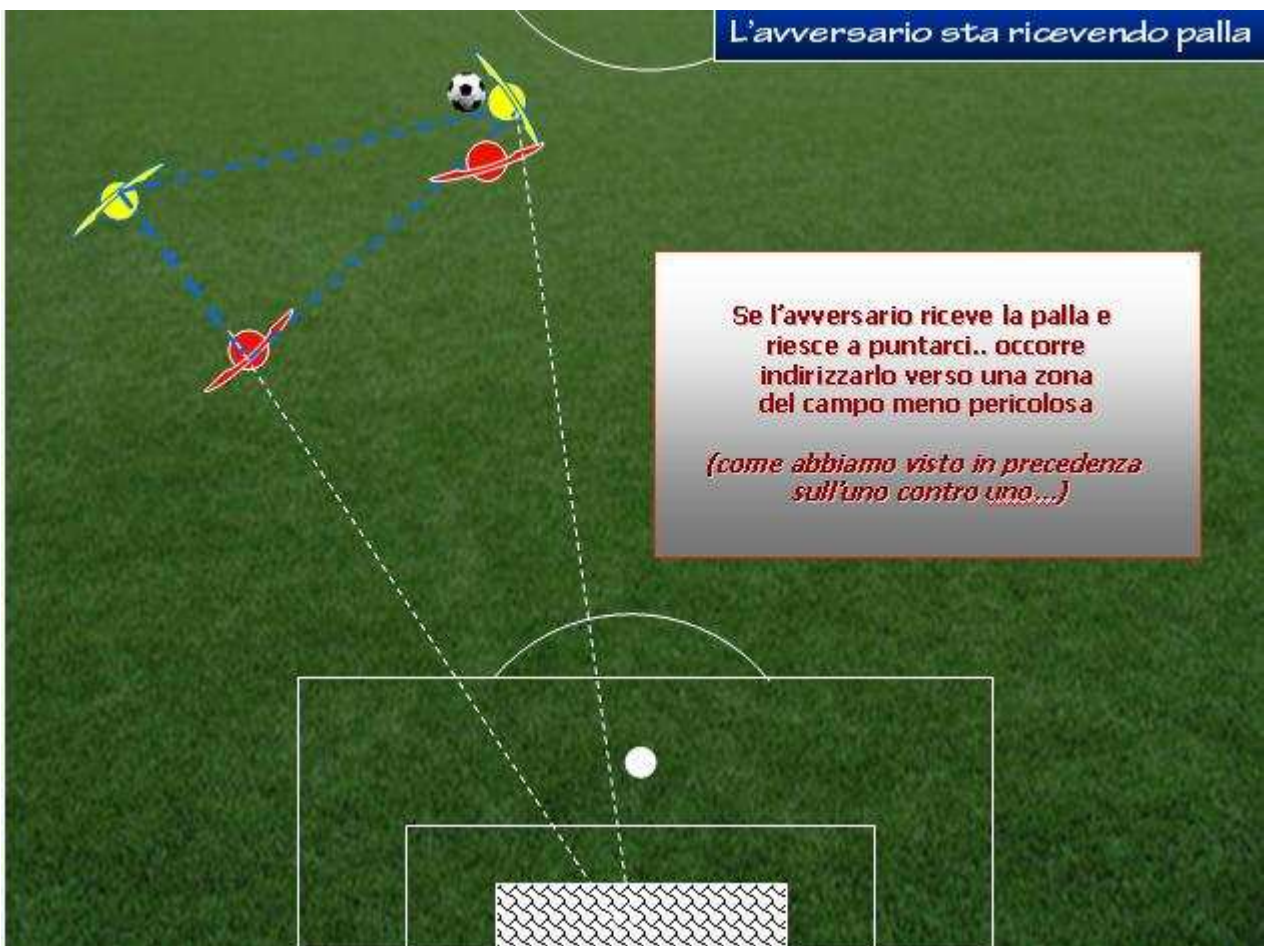 L'avversario sta ricevendo palla
Se l'avversario riceve la palla e
riesce a puntarci.. occorre
indirizzarlo verso una zona
del campo meno pericolosa
(come abbiamo visto in precedenza
sull'uno contro uno...)